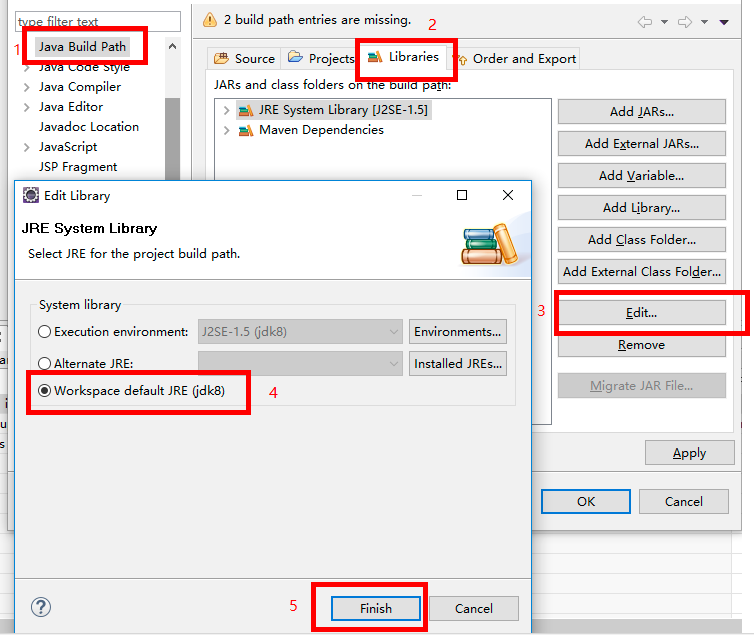 type filter text
2 build path entries are missing.
2
1
Java Build Path
Java Code Style
Java Compiler
Java Editor
Javadoc Location
JavaScript
JSP Fragment
Source
Projects
Libraries
Order and Export
JARs and class folders on the build path:
JRE System Library [J2SE-1.5]
Maven Dependencies
Add JARs...
Add External JARs...
Add Variable...
Add Library...
Add Class Folder...
Add External Class Folder...
3
Edit...
Remove
Migrate JAR File...
Apply
OK
Cancel
Edit Library
JRE System Library
Select JRE for the project build path.
System library
Execution environment:
J2SE-1.5 (jdk8)
Environments...
Alternate JRE:
Installed JREs...
Workspace default JRE (jdk8)
4
5
?
Finish
Cancel